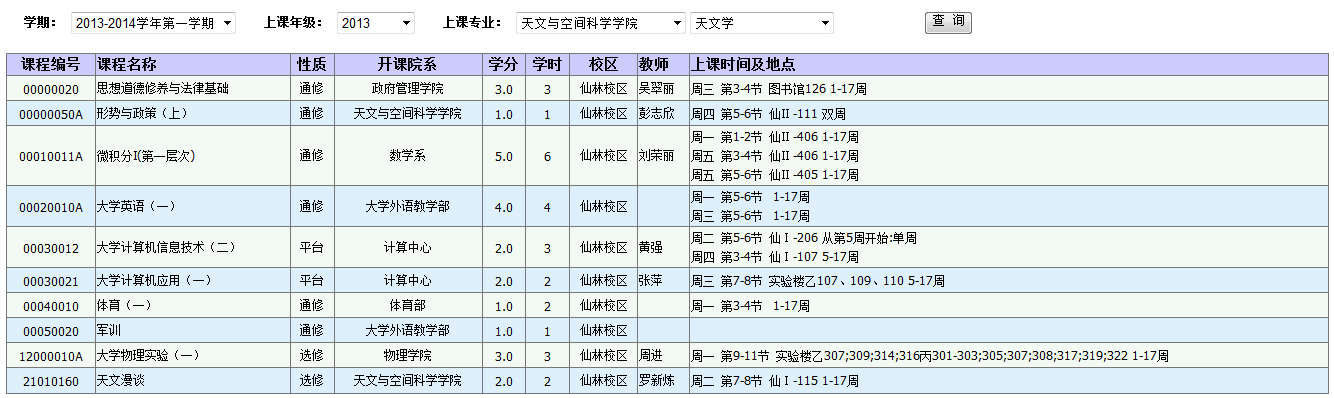 学期： 2013-2014学年第一学期 上课年级： 2013 上课专业： 天文与空间科学学院 天文学 查 询
课程编号 课程名称 性质 开课院系 学分 学时 校区 教师 上课时间及地点
00000020 思想道德修养与法律基础 通修 政府管理学院 3.0 3 仙林校区 吴翠丽 周三 第3-4节 图书馆126 1-17周
00000050A 形势与政策（上） 通修 天文与空间科学学院 1.0 1 仙林校区 彭志欣 周四 第5-6节 仙II -111 双周
00010011A 微积分I(第一层次) 通修 数学系 5.0 6 仙林校区 刘荣丽 周一 第1-2节 仙II -406 1-17周
周五 第3-4节 仙II -406 1-17周
周五 第5-6节 仙II -405 1-17周
00020010A 大学英语（一） 通修 大学外语教学部 4.0 4 仙林校区 周一 第5-6节 1-17周
周三 第5-6节 1-17周
00030012 大学计算机信息技术（二） 平台 计算中心 2.0 3 仙林校区 黄强 周二 第5-6节 仙Ⅰ-206 从第5周开始:单周
周四 第3-4节 仙Ⅰ-107 5-17周
00030021 大学计算机应用（一） 平台 计算中心 2.0 2 仙林校区 张萍 周三 第7-8节 实验楼乙107、109、110 5-17周
00040010 体育（一） 通修 体育部 1.0 2 仙林校区 周一 第3-4节 1-17周
00050020 军训 通修 大学外语教学部 1.0 1 仙林校区
12000010A 大学物理实验（一） 选修 物理学院 3.0 3 仙林校区 周进 周一 第9-11节 实验楼乙307;309;314;316丙301-303;305;307;308;317;319;322 1-17周
21010160 天文漫谈 选修 天文与空间科学学院 2.0 2 仙林校区 罗新炼 周二 第7-8节 仙Ⅰ-115 1-17周